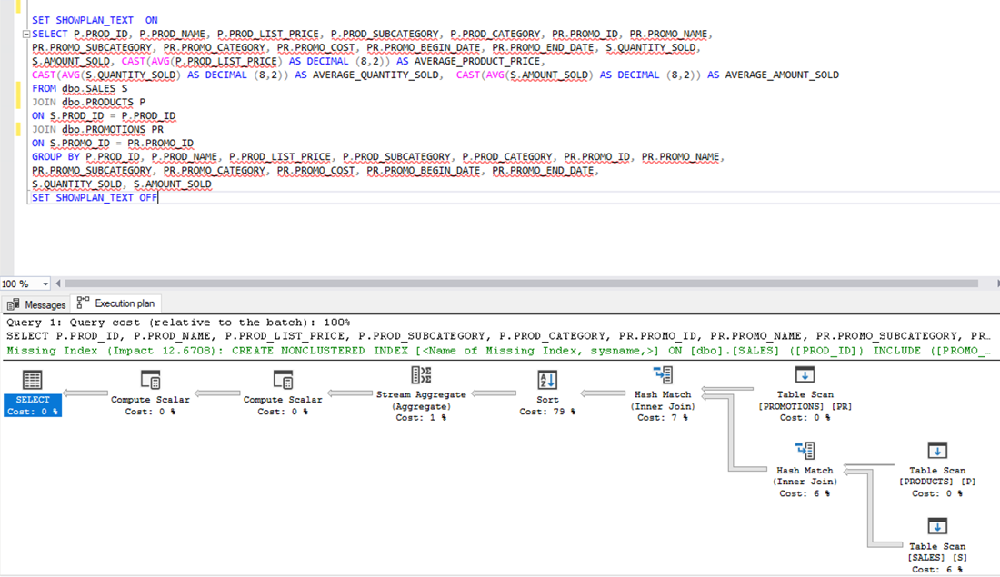 SET SHOWPLAN_TEXT  ON
SELECT P.PROD_ID, P.PROD_NAME, P.PROD_LIST_PRICE, P.PROD_SUBCATEGORY, P.PROD_CATEGORY, PR.PROMO_ID, PR.PROMO_NAME,
PR.PROMO_SUBCATEGORY, PR.PROMO_CATEGORY, PR.PROMO_COST, PR.PROMO_BEGIN_DATE, PR.PROMO_END_DATE, S.QUANTITY_SOLD,
S.AMOUNT_SOLD, CAST(AVG(P.PROD_LIST_PRICE) AS DECIMAL (8,2)) AS AVERAGE_PRODUCT_PRICE,
CAST(AVG(S.QUANTITY_SOLD) AS DECIMAL (8,2)) AS AVERAGE_QUANTITY_SOLD,  CAST(AVG(S.AMOUNT_SOLD) AS DECIMAL (8,2)) AS AVERAGE_AMOUNT_SOLD
FROM dbo.SALES S
JOIN dbo.PRODUCTS P
ON S.PROD_ID = P.PROD_ID
JOIN dbo.PROMOTIONS PR
ON S.PROMO_ID = PR.PROMO_ID
GROUP BY P.PROD_ID, P.PROD_NAME, P.PROD_LIST_PRICE, P.PROD_SUBCATEGORY, P.PROD_CATEGORY, PR.PROMO_ID, PR.PROMO_NAME,
PR.PROMO_SUBCATEGORY, PR.PROMO_CATEGORY, PR.PROMO_COST, PR.PROMO_BEGIN_DATE, PR.PROMO_END_DATE,
S.QUANTITY_SOLD, S.AMOUNT_SOLD
SET SHOWPLAN_TEXT OFF
100 %
Messages
Execution plan
Query 1: Query cost (relative to the batch): 100%
SELECT P.PROD_ID, P.PROD_NAME, P.PROD_LIST_PRICE, P.PROD_SUBCATEGORY, P.PROD_CATEGORY, PR.PROMO_ID, PR.PROMO_NAME, PR.PROMO_SUBCATEGORY, PR…
Missing Index (Impact 12.6708): CREATE NONCLUSTERED INDEX [<Name of Missing Index, sysname,>] ON [dbo].[SALES] ([PROD_ID]) INCLUDE ([PROMO_…
SELECT
Cost: 0 %
Compute Scalar
Cost: 0 %
Compute Scalar
Cost: 0 %
Stream Aggregate
(Aggregate)
Cost: 1 %
Sort
Cost: 79 %
Hash Match
(Inner Join)
Cost: 7 %
Table Scan
[PROMOTIONS] [PR]
Cost: 0 %
Hash Match
(Inner Join)
Cost: 6 %
Table Scan
[PRODUCTS] [P]
Cost: 0 %
Table Scan
[SALES] [S]
Cost: 6 %